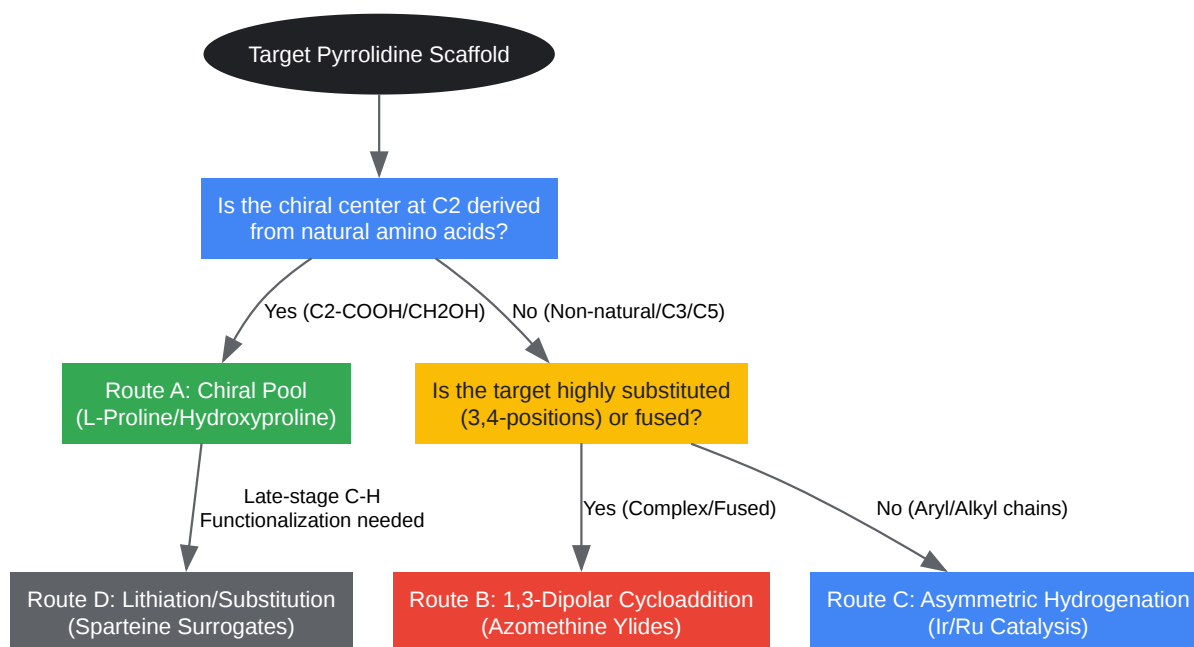 Target Pyrrolidine Scaffold
Is the chiral center at C2 derived
from natural amino acids?
Yes (C2-COOH/CH2OH)
No (Non-natural/C3/C5)
Route A: Chiral Pool
(L-Proline/Hydroxyproline)
Is the target highly substituted
(3,4-positions) or fused?
Late-stage C-H
Functionalization needed
Yes (Complex/Fused)
No (Aryl/Alkyl chains)
Route D: Lithiation/Substitution
(Sparteine Surrogates)
Route B: 1,3-Dipolar Cycloaddition
(Azomethine Ylides)
Route C: Asymmetric Hydrogenation
(Ir/Ru Catalysis)